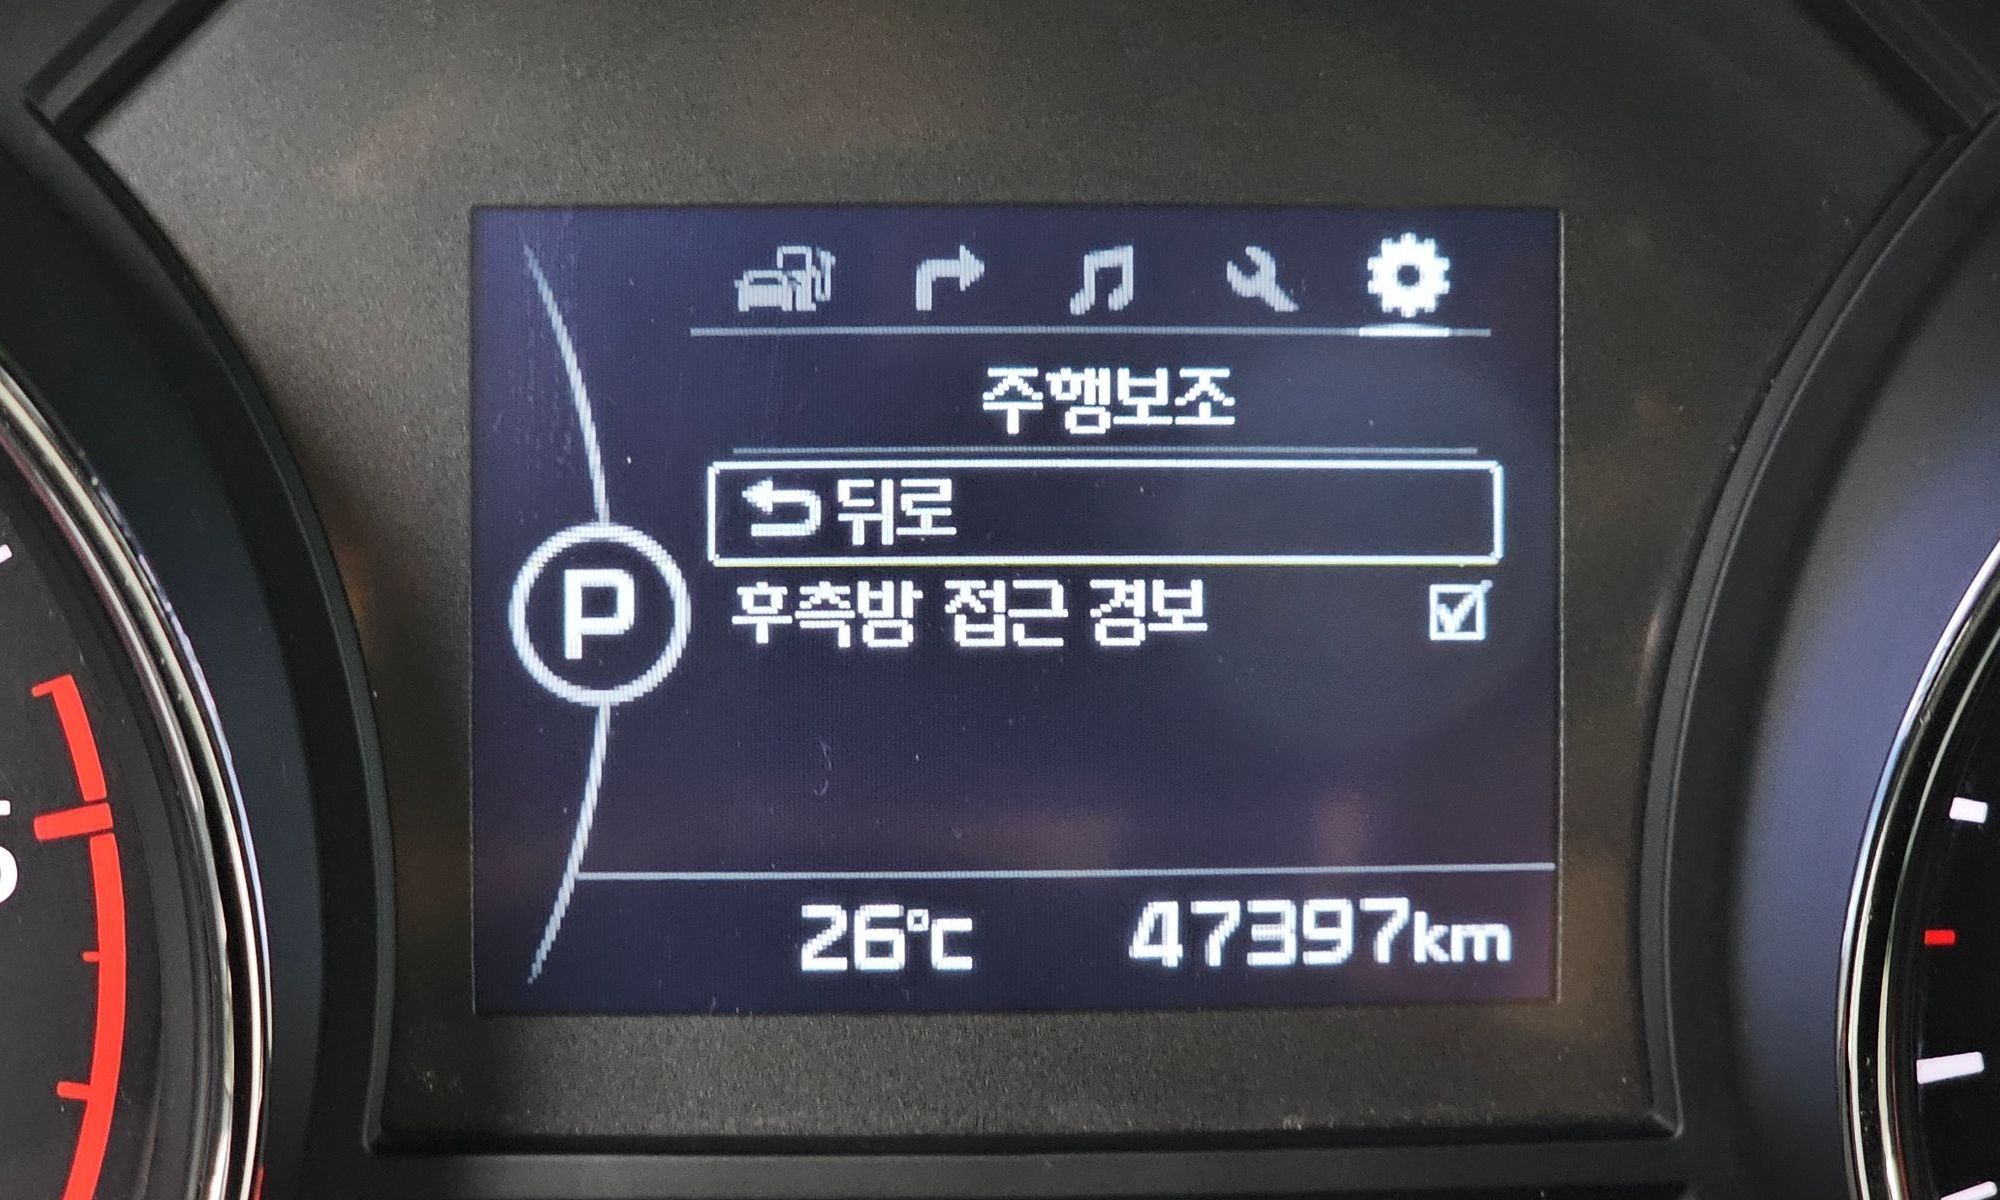 주행보조
뒤로
후측방 접근 경보
P
26°C
47397km